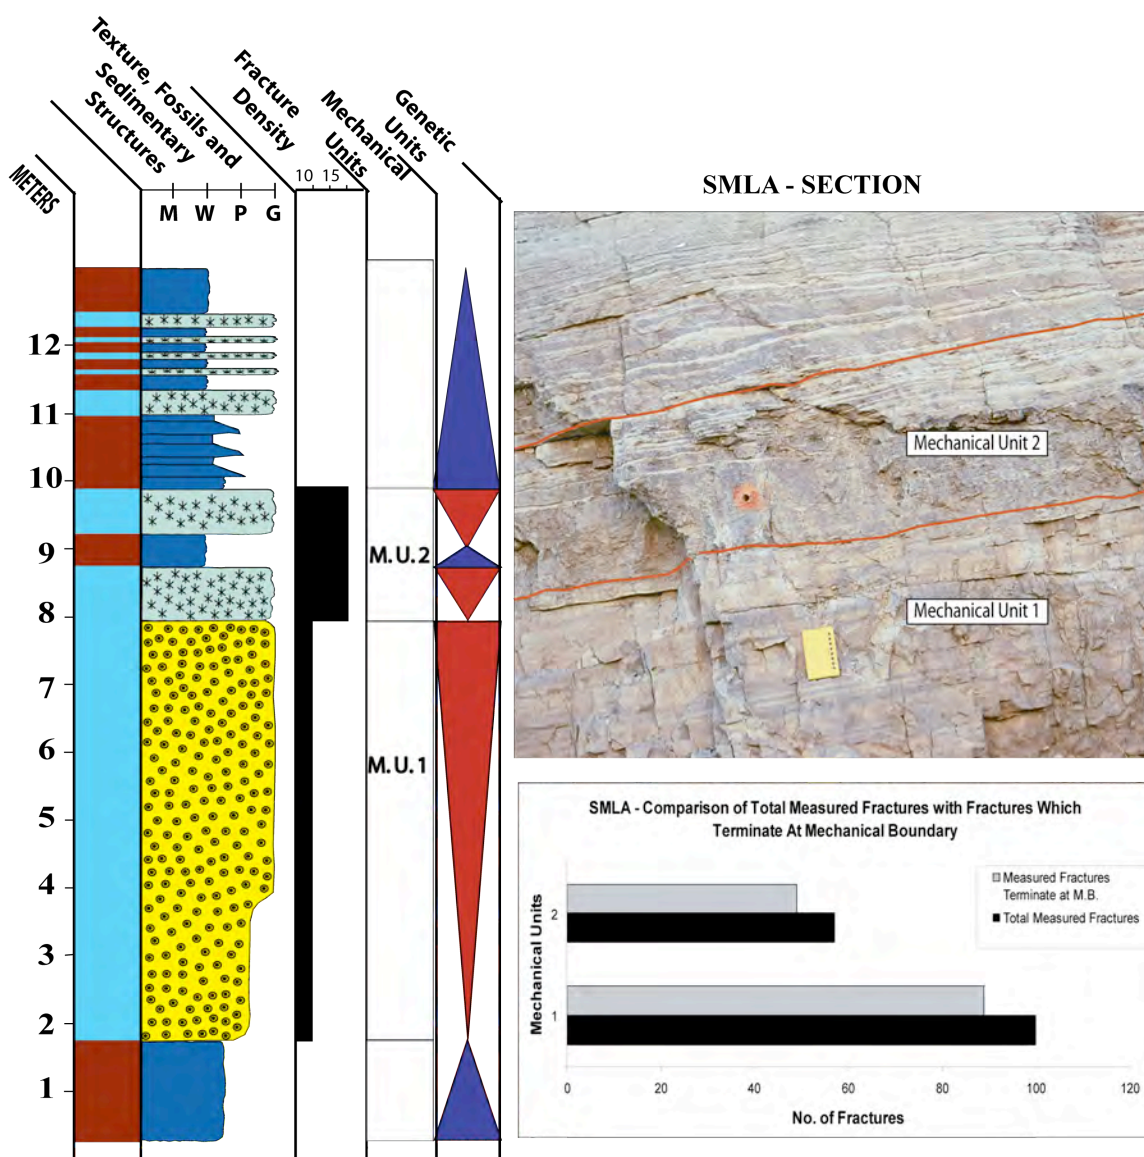 Texture, Fossils and
Sedimentary
Structures
Fracture
Density
Mechanical
Units
Genetic
Units
METERS
10 15
M W P G
12
11
10
9
8
7
6
5
4
3
2
1
M.U.2
M.U.1
SMLA - SECTION
Mechanical Unit 2
Mechanical Unit 1
SMLA - Comparison of Total Measured Fractures with Fractures Which
Terminate At Mechanical Boundary
Mechanical Units
2
1
Measured Fractures
Terminate at M.B.
Total Measured Fractures
0 20 40 60 80 100 120
No. of Fractures